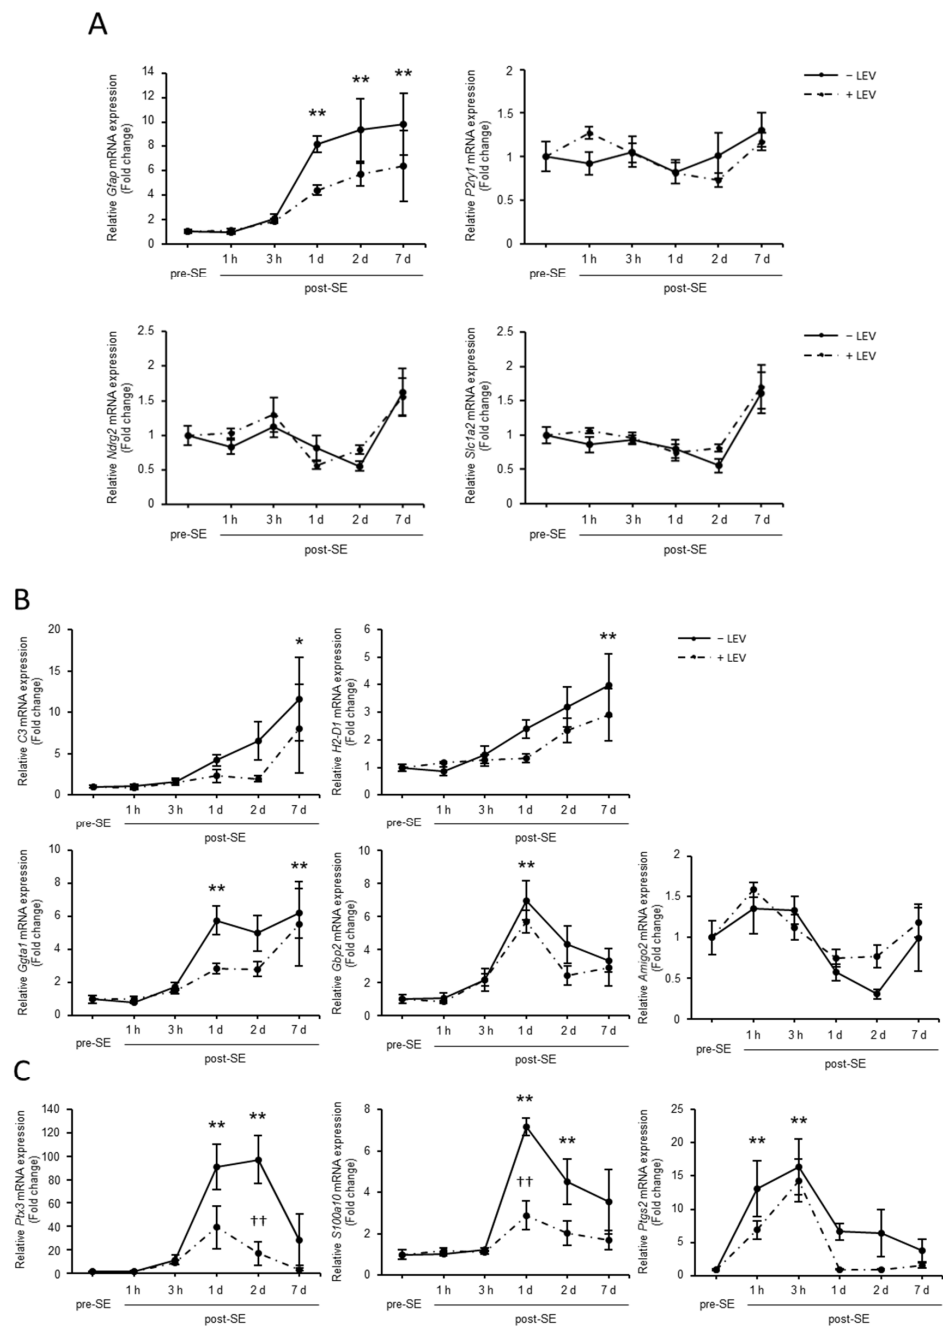 A
Relative Gfap mRNA expression
(Fold change)
14
12
10
8
6
4
2
0
** ** **
1 h 3 h 1 d 2 d 7 d
pre-SE
post-SE
Relative P2ry1 mRNA expression
(Fold change)
2
1.5
1
0.5
0
1 h 3 h 1 d 2 d 7 d
pre-SE
post-SE
– LEV
+ LEV
Relative Ndrg2 mRNA expression
(Fold change)
2.5
2
1.5
1
0.5
0
1 h 3 h 1 d 2 d 7 d
pre-SE
post-SE
Relative Slc1a2 mRNA expression
(Fold change)
2.5
2
1.5
1
0.5
0
1 h 3 h 1 d 2 d 7 d
pre-SE
post-SE
– LEV
+ LEV
B
Relative C3 mRNA expression
(Fold change)
20
15
10
5
0
*
1 h 3 h 1 d 2 d 7 d
pre-SE
post-SE
Relative H2-D1 mRNA expression
(Fold change)
6
5
4
3
2
1
0
**
1 h 3 h 1 d 2 d 7 d
pre-SE
post-SE
– LEV
+ LEV
Relative Ggta1 mRNA expression
(Fold change)
10
8
6
4
2
0
** **
1 h 3 h 1 d 2 d 7 d
pre-SE
post-SE
Relative Gbp2 mRNA expression
(Fold change)
10
8
6
4
2
0
**
1 h 3 h 1 d 2 d 7 d
pre-SE
post-SE
Relative Amigo2 mRNA expression
(Fold change)
2
1.5
1
0.5
0
1 h 3 h 1 d 2 d 7 d
pre-SE
post-SE
C
Relative Ptx3 mRNA expression
(Fold change)
140
120
100
80
60
40
20
0
** **
††
1 h 3 h 1 d 2 d 7 d
pre-SE
post-SE
Relative S100a10 mRNA expression
(Fold change)
8
6
4
2
0
** **
††
1 h 3 h 1 d 2 d 7 d
pre-SE
post-SE
Relative Ptgs2 mRNA expression
(Fold change)
25
20
15
10
5
0
** **
1 h 3 h 1 d 2 d 7 d
pre-SE
post-SE